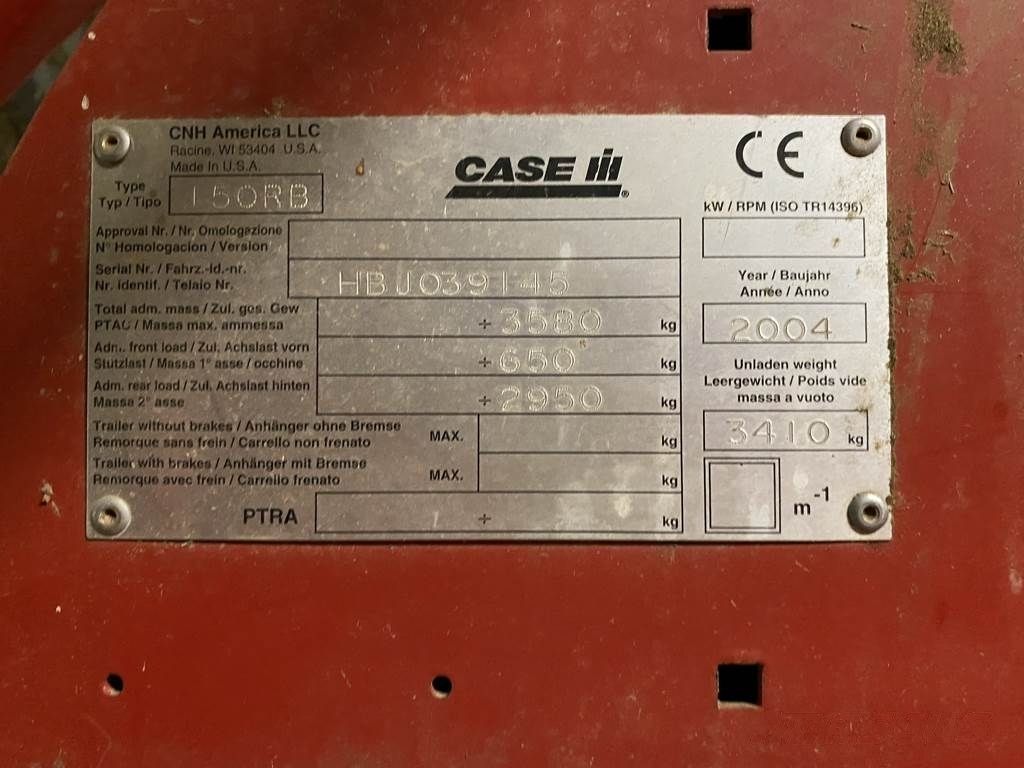 CNH America LLC
Racine, WI 53404 U.S.A.
Made in U.S.A.
CASE IH®
CE
Type
Typ / Tipo
150RB
kW / RPM (ISO TR14396)
Approval Nr. / Nr. Omologazione
N° Homologacion / Version
Serial Nr. / Fahrz.-id.-nr.
Nr. identif. / Telaio Nr.
HBJ039145
Year / Baujahr
Année / Anno
2004
Total adm. mass / Zul. ges. Gew
PTAC / Massa max. ammessa
÷ 3580 kg
Adm. front load / Zul. Achslast vorn
Stutzlast / Massa 1° asse / occhine
÷ 650 kg
Adm. rear load / Zul. Achslast hinten
Massa 2° asse
÷ 2950 kg
Unladen weight
Leergewicht / Poids vide
massa a vuoto
3410 kg
Trailer without brakes / Anhänger ohne Bremse
Remorque sans frein / Carrello non frenato
MAX. kg
Trailer with brakes / Anhänger mit Bremse
Remorque avec frein / Carrello frenato
MAX. kg
PTRA ÷ kg
m-1